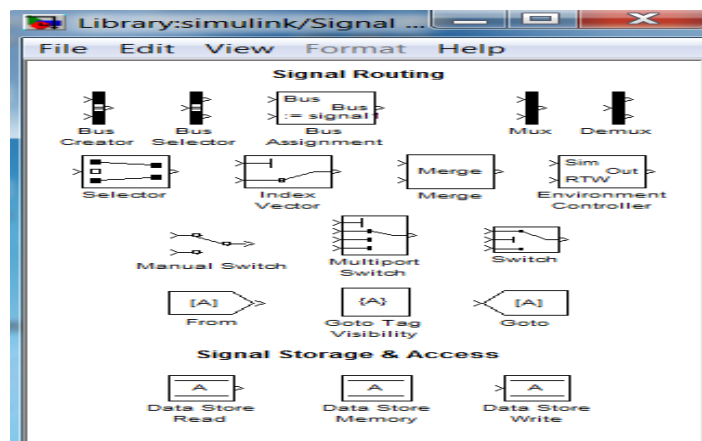 Library:simulink/Signal ...
File Edit View Format Help
Signal Routing
Bus
Creator
Bus
Selector
Bus
Bus
:= signal1
Bus
Assignment
Mux
Demux
Selector
Index
Vector
Merge
Merge
Sim
Out
RTW
Environment
Controller
Manual Switch
Multiport
Switch
Switch
[A]
From
{A}
Goto Tag
Visibility
[A]
Goto
Signal Storage & Access
A
Data Store
Read
A
Data Store
Memory
A
Data Store
Write